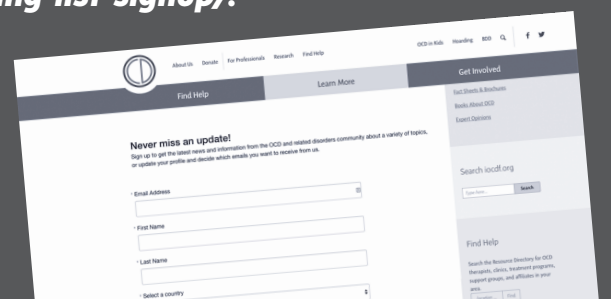 ing list signup/.
About Us Donate For Professionals Research Find Help
OCD in Kids Hoarding BDD
Find Help Learn More Get Involved
Fact Sheets & Brochures
Books About OCD
Expert Opinions
Never miss an update!
Sign up to get the latest news and information from the OCD and related disorders community about a variety of topics,
or update your profile and decide which emails you want to receive from us.
* Email Address
* First Name
* Last Name
* Select a country
Search iocdf.org
Type Here... Search
Find Help
Search the Resource Directory for OCD
therapists, clinics, treatment programs,
support groups, and affiliates in your
area.
Find